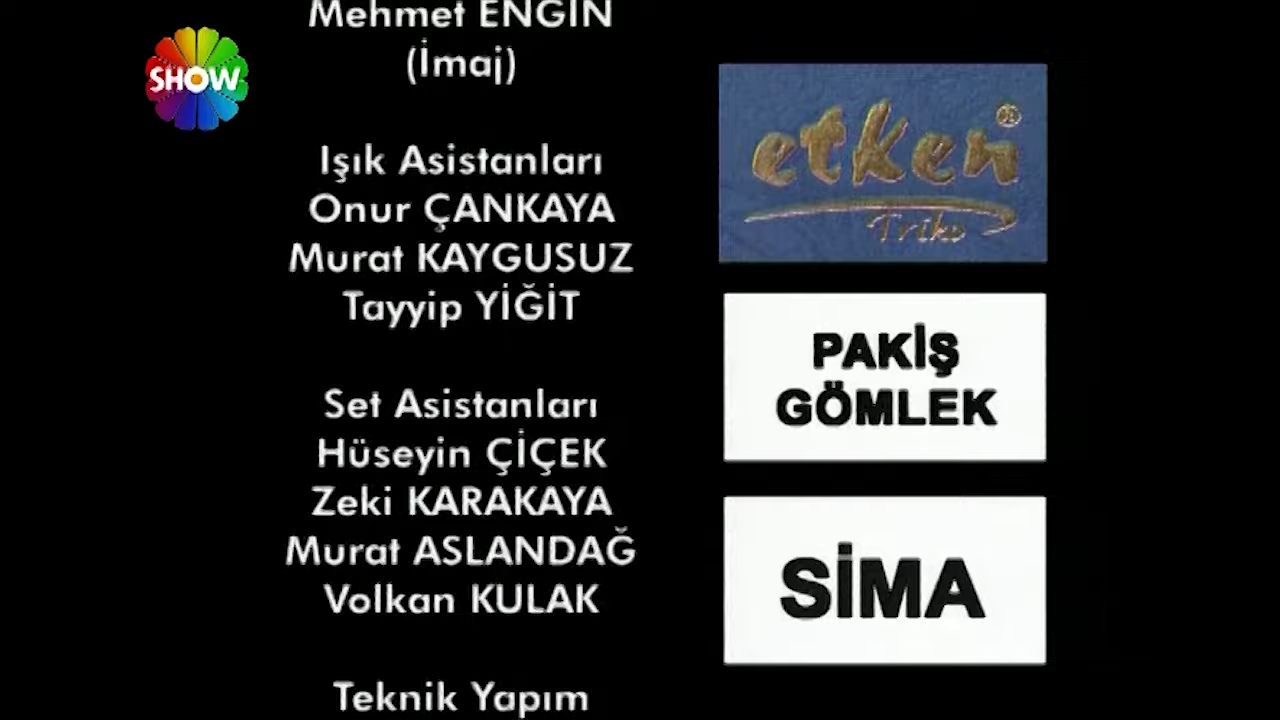 SHOW
Mehmet ENGİN
(İmaj)
Işık Asistanları
Onur ÇANKAYA
Murat KAYGUSUZ
Tayyip YİĞİT
Set Asistanları
Hüseyin ÇİÇEK
Zeki KARAKAYA
Murat ASLANDAĞ
Volkan KULAK
Teknik Yapım
etken ®
Triko
PAKİŞ
GÖMLEK
SİMA